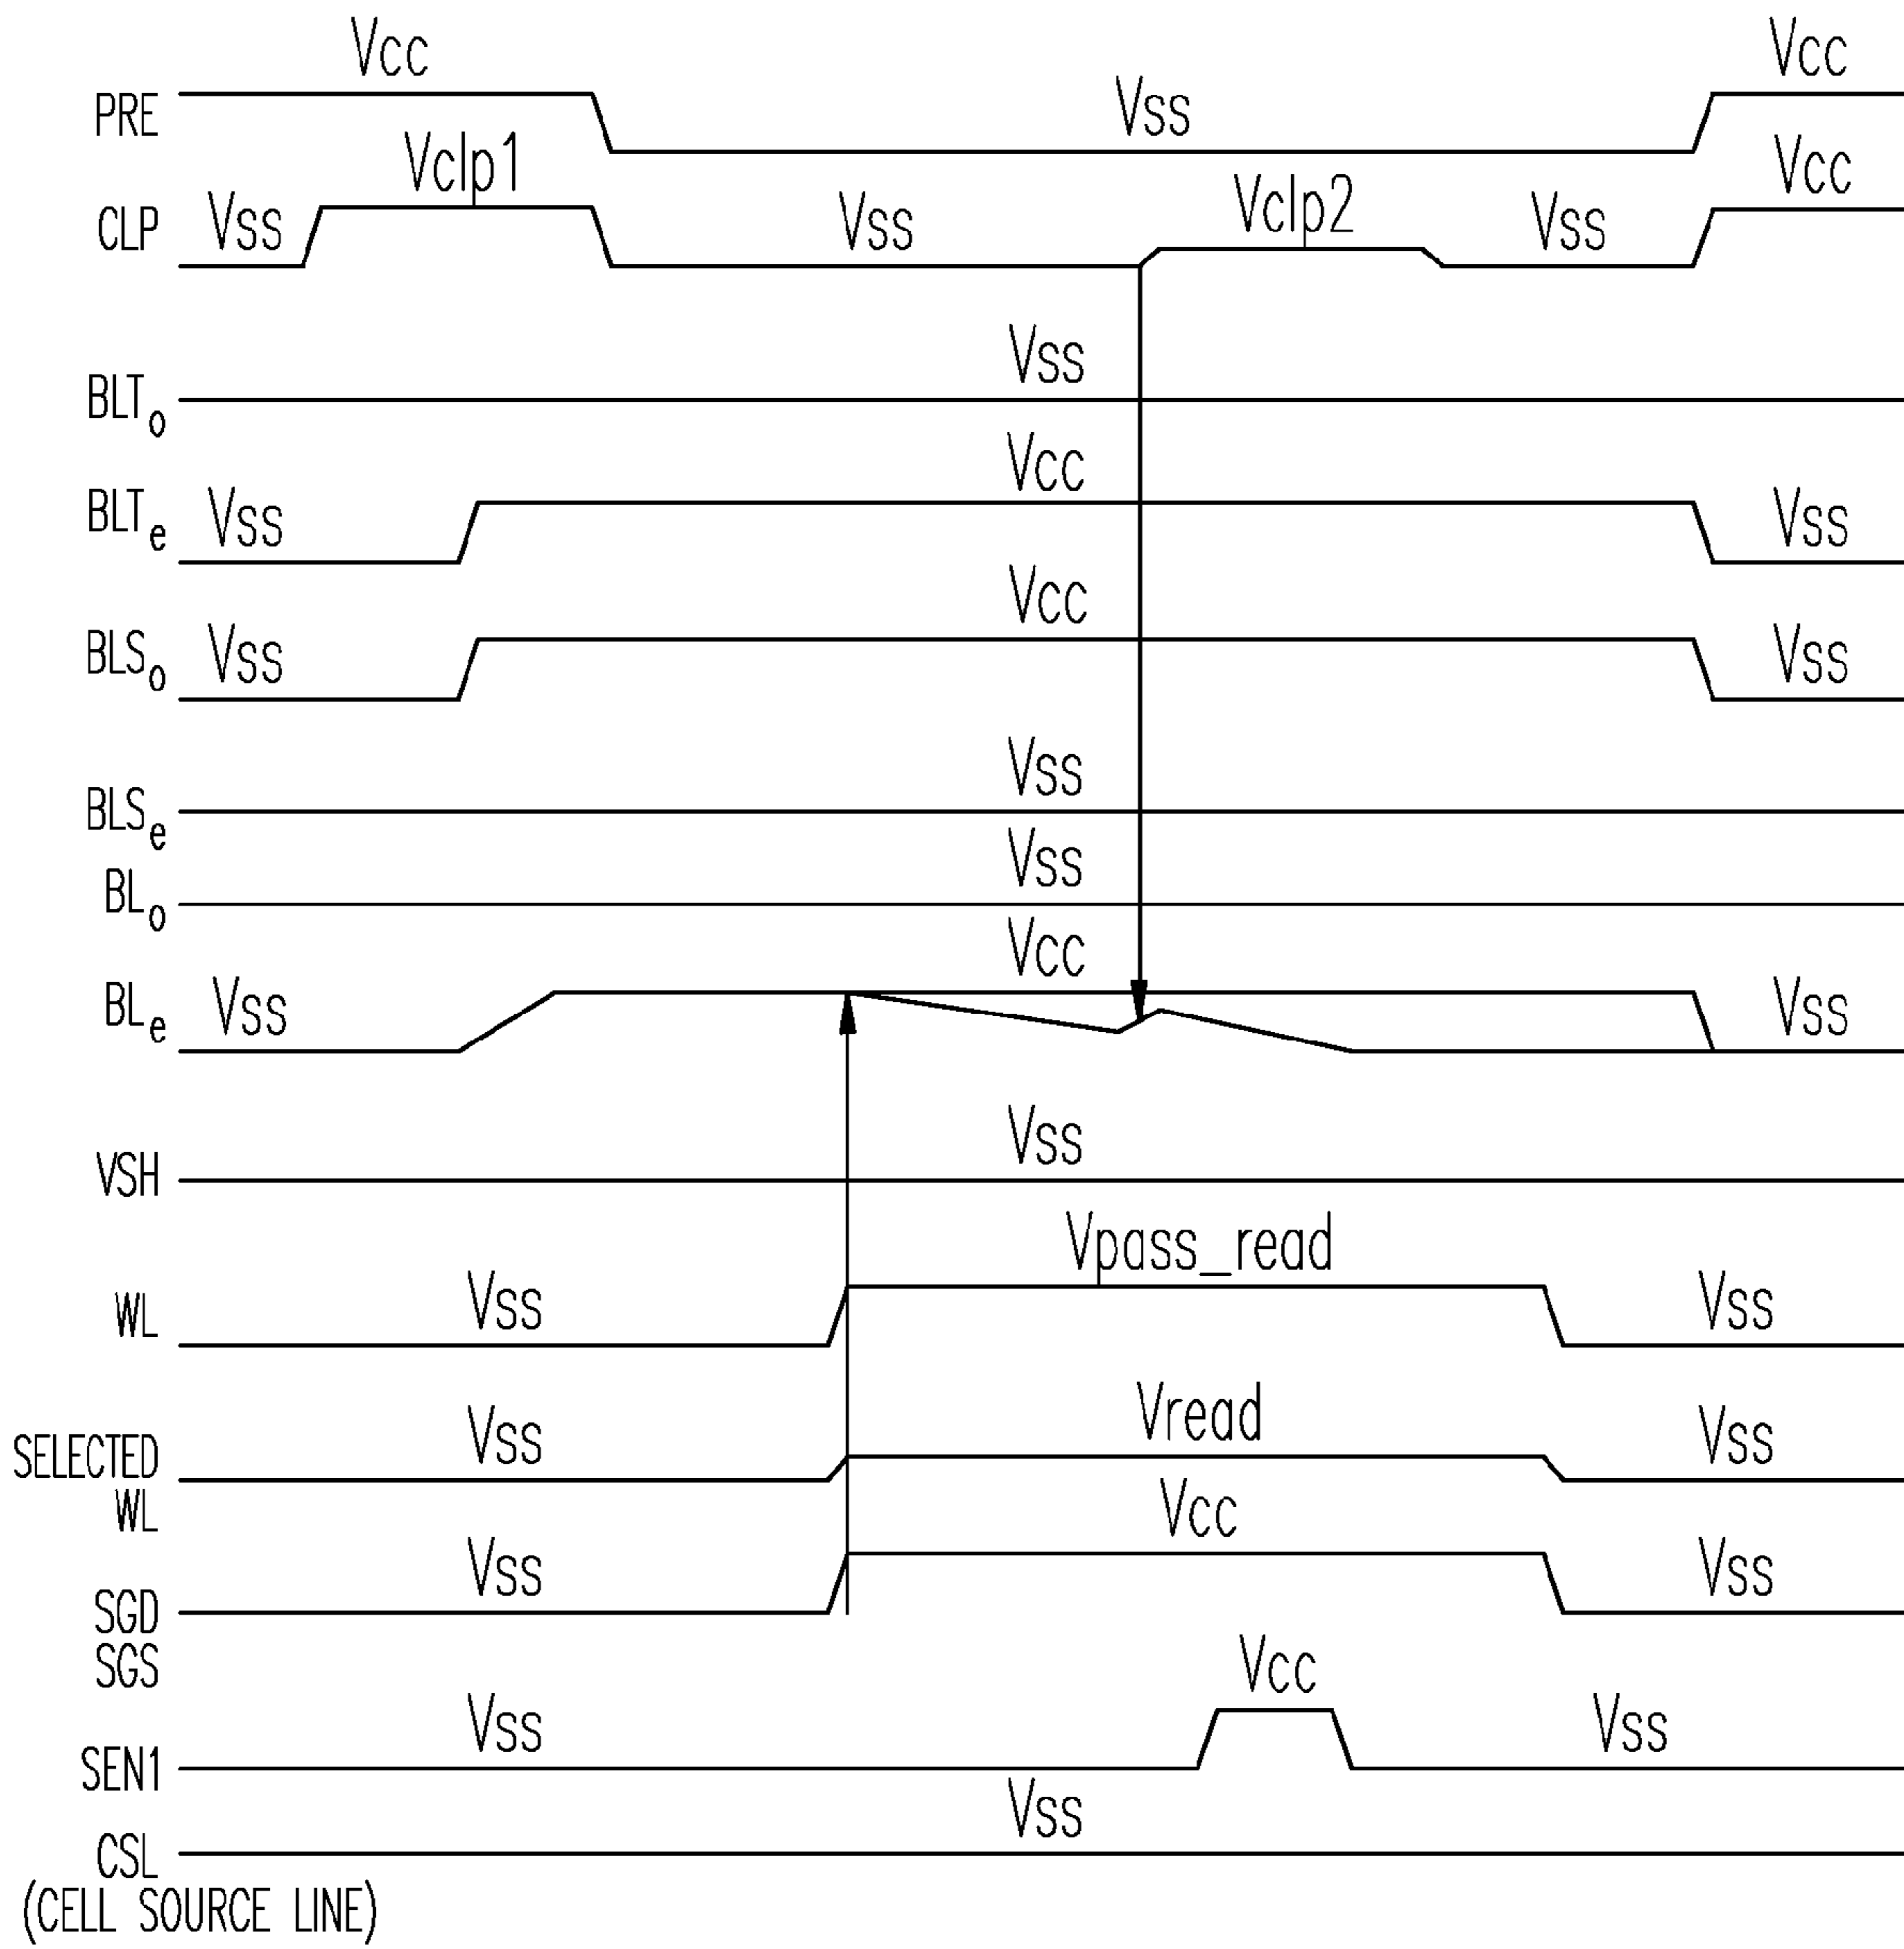 Vcc Vcc
PRE Vss
Vclp1 Vcc
CLP Vss Vss Vclp2 Vss
Vss
BLTo
Vcc
BLTe Vss Vss
Vcc
BLSo Vss Vss
Vss
BLSe
Vss
BLo
Vcc
BLe Vss Vss
Vss
VSH
Vpass_read
WL Vss Vss
Vread
SELECTED Vss Vss
WL
Vcc
SGD Vss Vss
SGS
Vcc
SEN1 Vss Vss
Vss
CSL
(CELL SOURCE LINE)